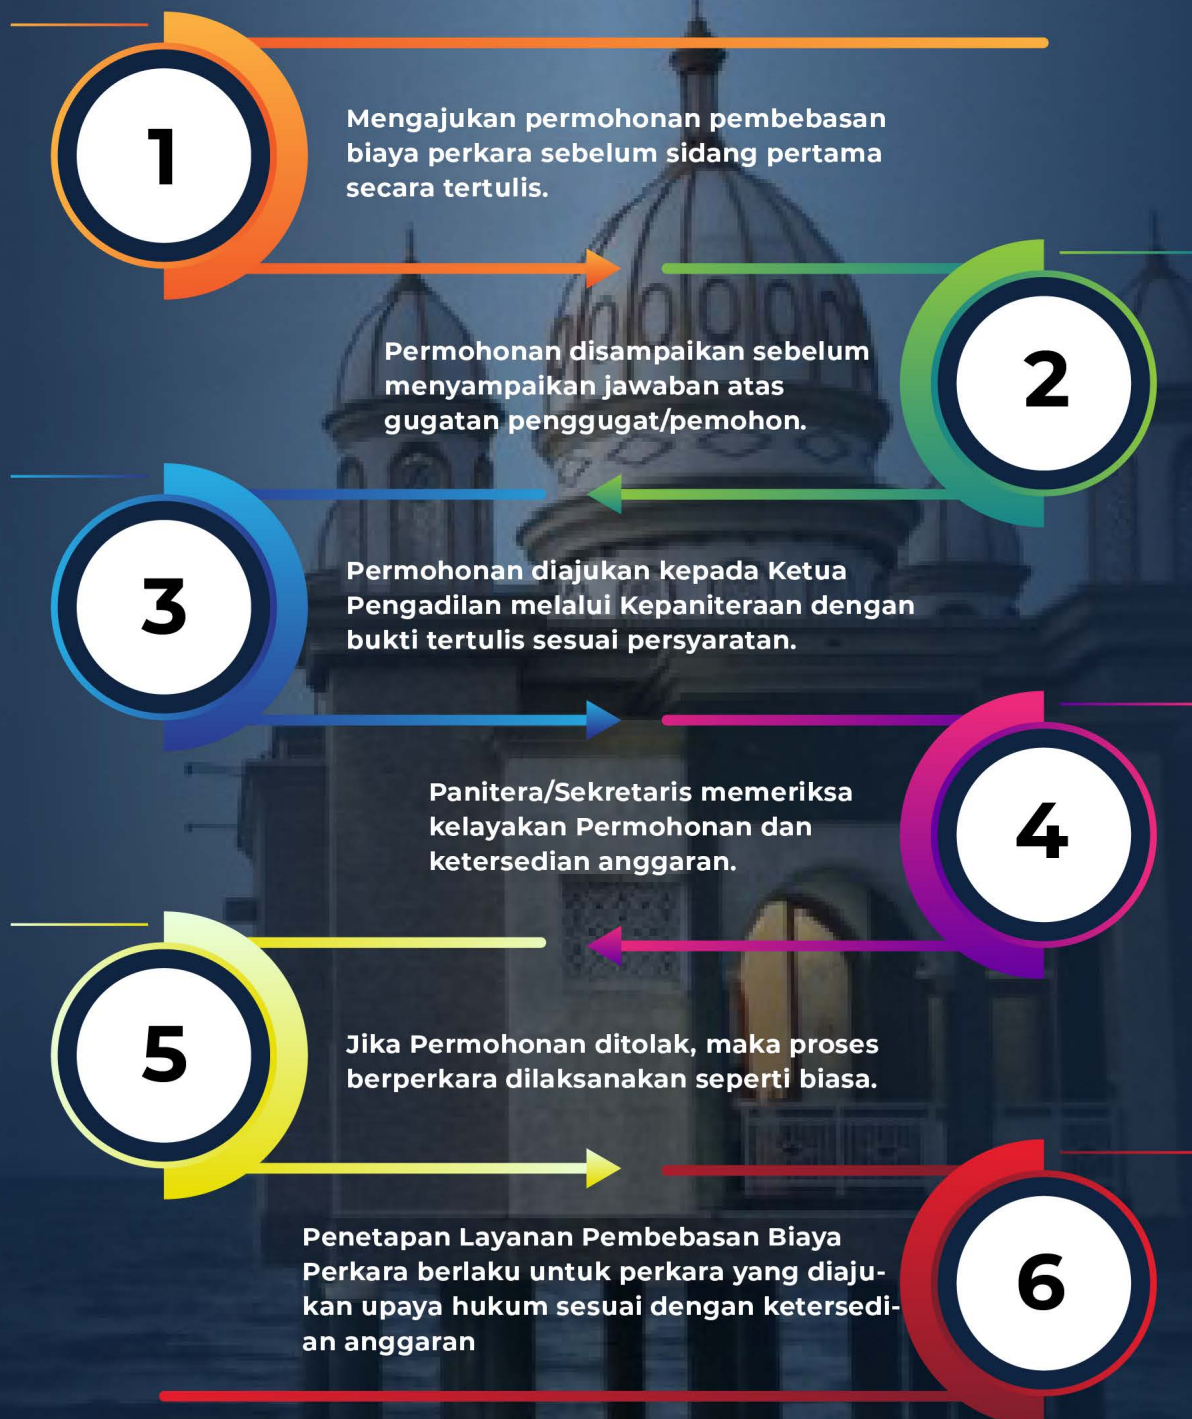 1
Mengajukan permohonan pembebasan
biaya perkara sebelum sidang pertama
secara tertulis.
2
Permohonan disampaikan sebelum
menyampaikan jawaban atas
gugatan penggugat/pemohon.
3
Permohonan diajukan kepada Ketua
Pengadilan melalui Kepaniteraan dengan
bukti tertulis sesuai persyaratan.
4
Panitera/Sekretaris memeriksa
kelayakan Permohonan dan
ketersedian anggaran.
5
Jika Permohonan ditolak, maka proses
berperkara dilaksanakan seperti biasa.
6
Penetapan Layanan Pembebasan Biaya
Perkara berlaku untuk perkara yang diaju-
kan upaya hukum sesuai dengan ketersedi-
an anggaran